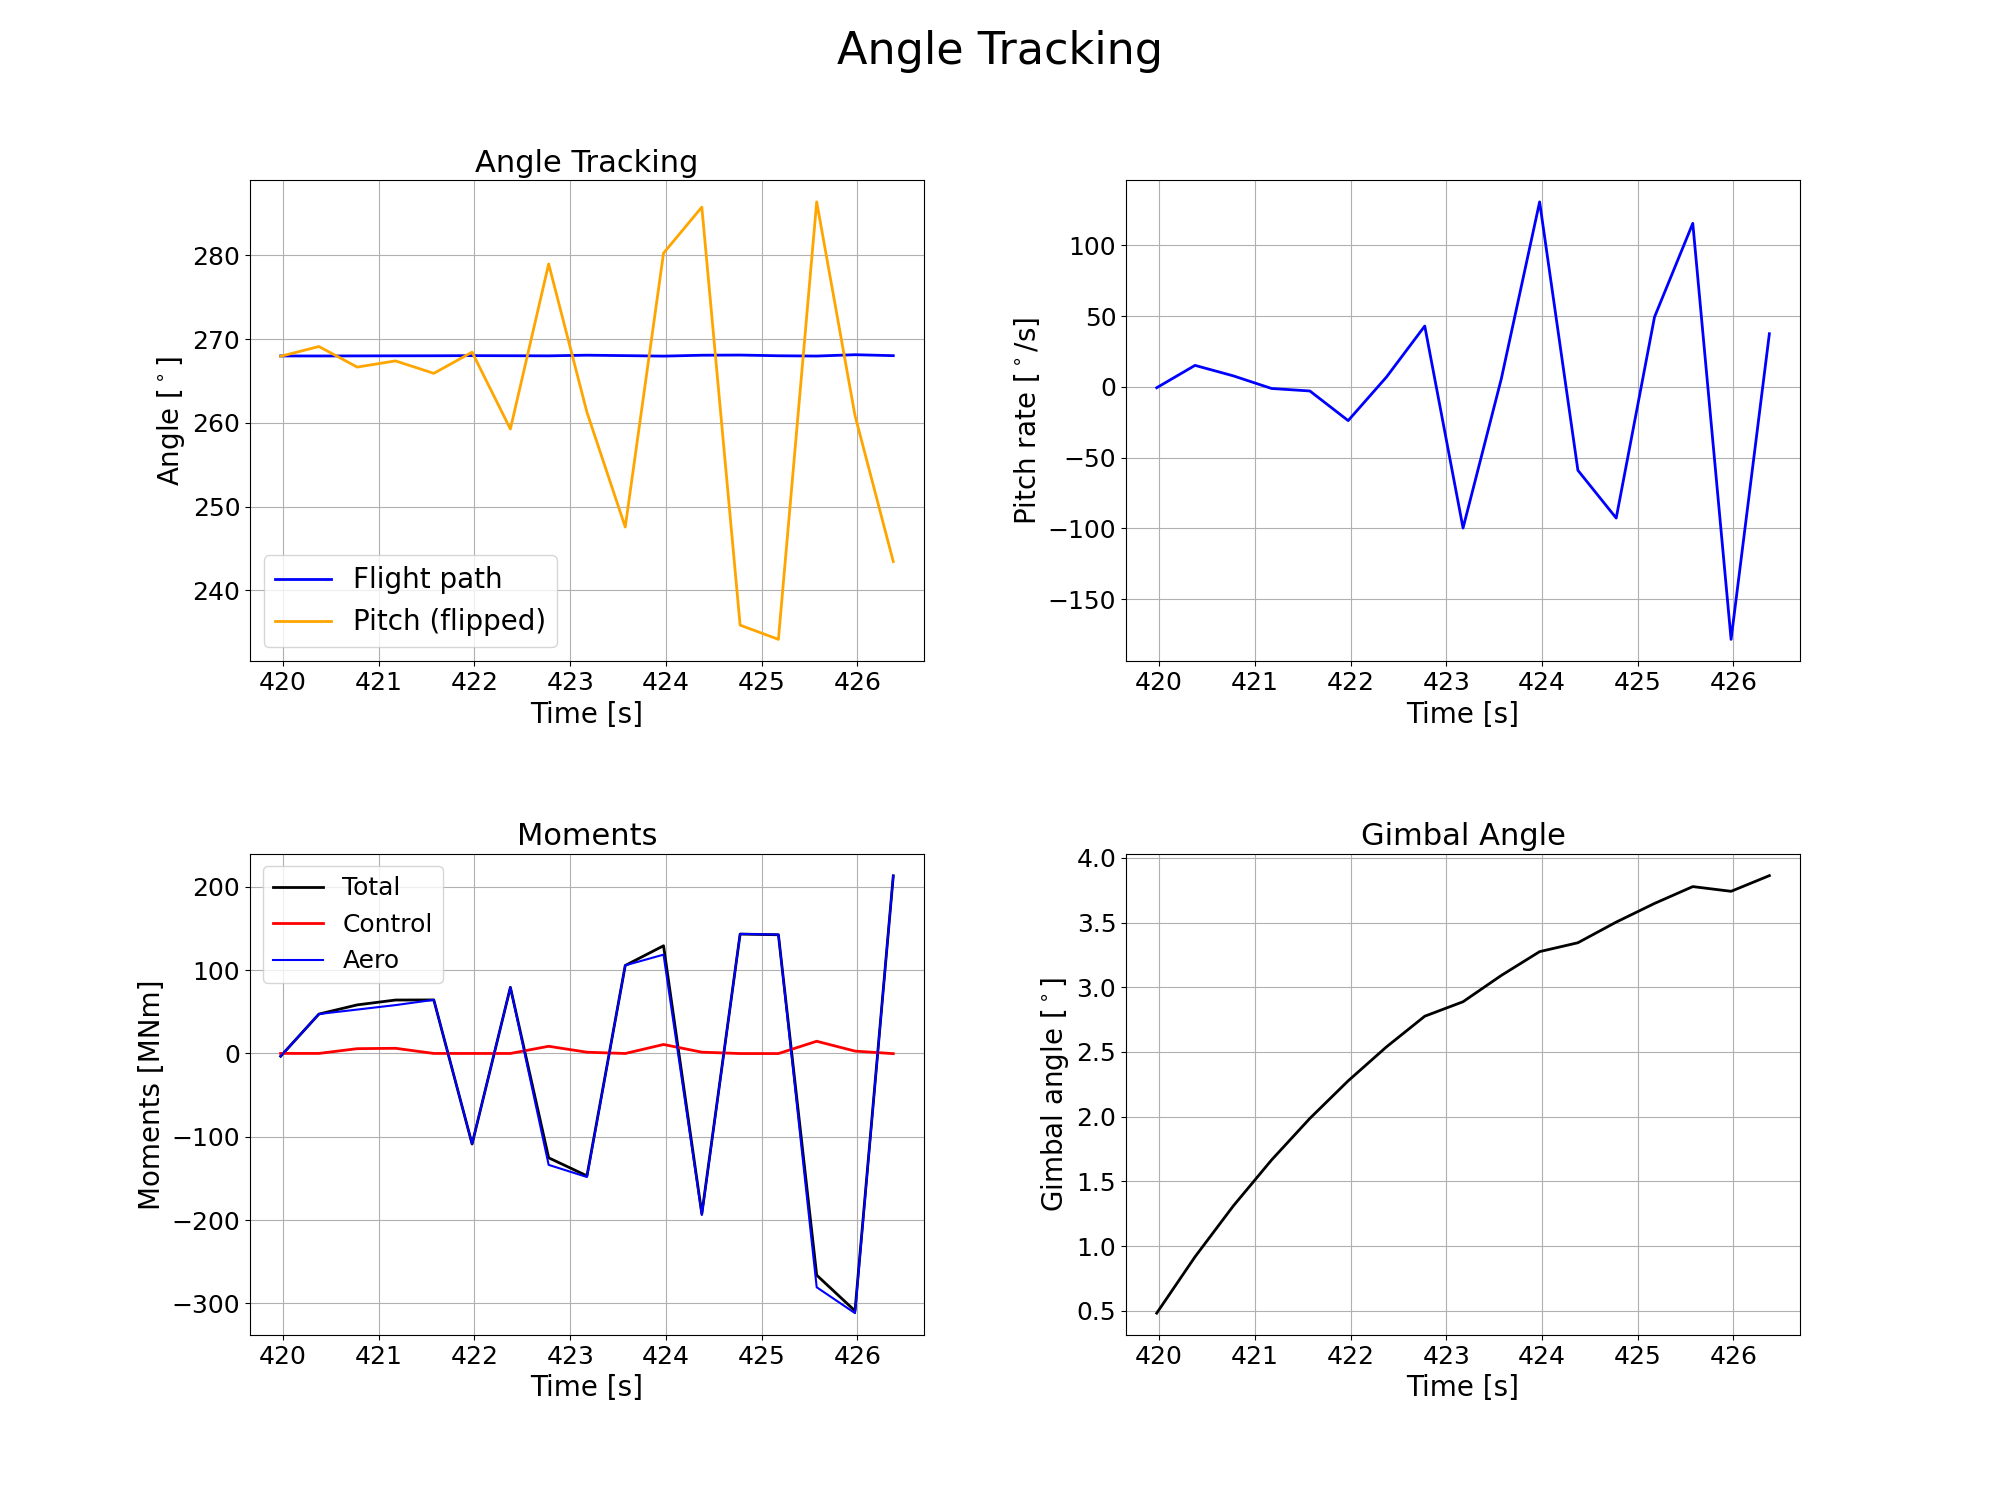 Angle Tracking
Angle Tracking
280
270
260
250
240
Angle [°]
Flight path
Pitch (flipped)
420 421 422 423 424 425 426
Time [s]
100
50
0
−50
−100
−150
Pitch rate [°/s]
420 421 422 423 424 425 426
Time [s]
Moments
200
100
0
−100
−200
−300
Moments [MNm]
Total
Control
Aero
420 421 422 423 424 425 426
Time [s]
Gimbal Angle
4.0
3.5
3.0
2.5
2.0
1.5
1.0
0.5
Gimbal angle [°]
420 421 422 423 424 425 426
Time [s]